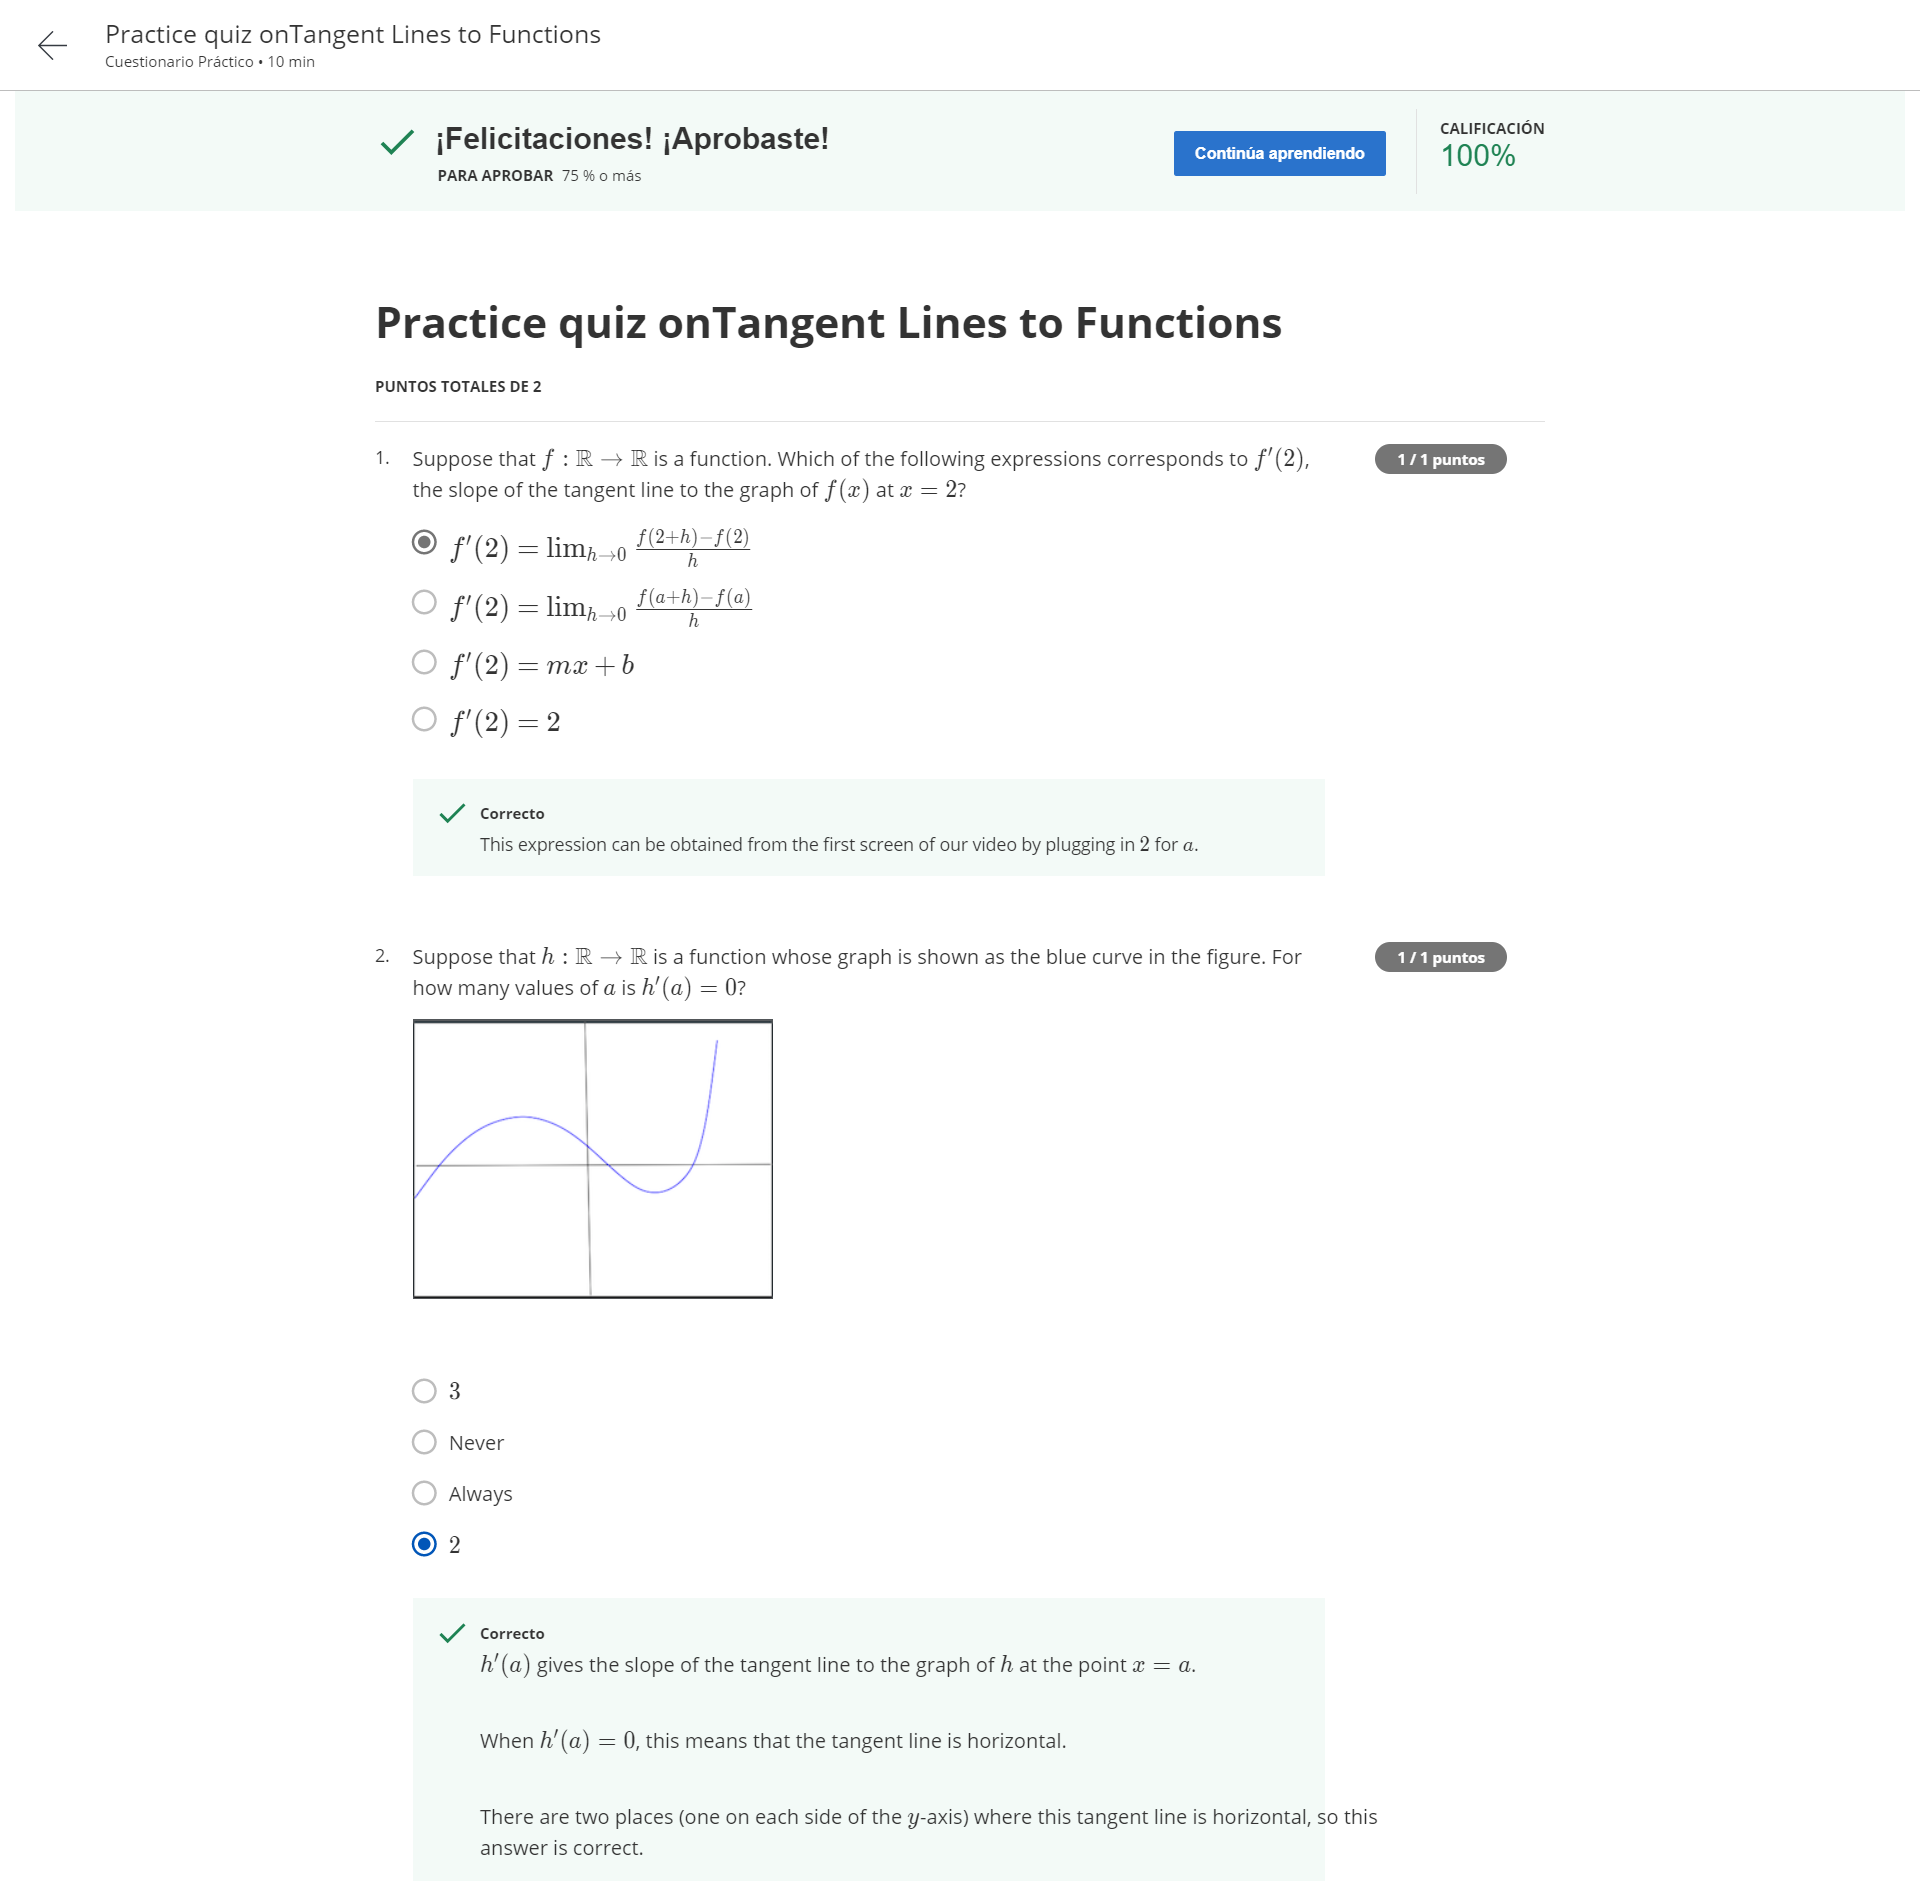 Practice quiz onTangent Lines to Functions
Cuestionario Práctico • 10 min
¡Felicitaciones! ¡Aprobaste!
PARA APROBAR 75 % o más
Continúa aprendiendo
CALIFICACIÓN
100%
Practice quiz onTangent Lines to Functions
PUNTOS TOTALES DE 2
1. Suppose that f : ℝ → ℝ is a function. Which of the following expressions corresponds to f′(2),
the slope of the tangent line to the graph of f(x) at x = 2?
1 / 1 puntos
f′(2) = lim_{h→0} \frac{f(2+h)−f(2)}{h}
f′(2) = lim_{h→0} \frac{f(a+h)−f(a)}{h}
f′(2) = mx + b
f′(2) = 2
Correcto
This expression can be obtained from the first screen of our video by plugging in 2 for a.
2. Suppose that h : ℝ → ℝ is a function whose graph is shown as the blue curve in the figure. For
how many values of a is h′(a) = 0?
1 / 1 puntos
3
Never
Always
2
Correcto
h′(a) gives the slope of the tangent line to the graph of h at the point x = a.
When h′(a) = 0, this means that the tangent line is horizontal.
There are two places (one on each side of the y-axis) where this tangent line is horizontal, so this
answer is correct.